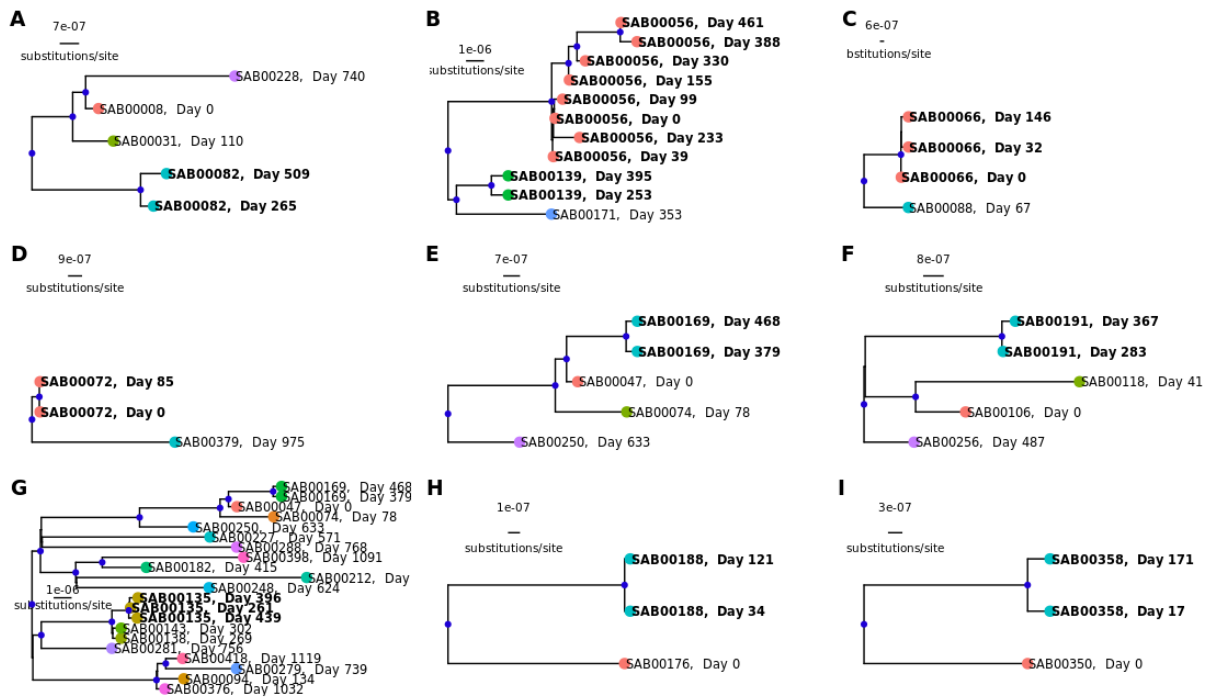 A
7e-07
substitutions/site
SAB00228, Day 740
SAB00008, Day 0
SAB00031, Day 110
SAB00082, Day 509
SAB00082, Day 265
B
1e-06
substitutions/site
SAB00056, Day 461
SAB00056, Day 388
SAB00056, Day 330
SAB00056, Day 155
SAB00056, Day 99
SAB00056, Day 0
SAB00056, Day 233
SAB00056, Day 39
SAB00139, Day 395
SAB00139, Day 253
SAB00171, Day 353
C
6e-07
bstitutions/site
SAB00066, Day 146
SAB00066, Day 32
SAB00066, Day 0
SAB00088, Day 67
D
9e-07
substitutions/site
SAB00072, Day 85
SAB00072, Day 0
SAB00379, Day 975
E
7e-07
substitutions/site
SAB00169, Day 468
SAB00169, Day 379
SAB00047, Day 0
SAB00074, Day 78
SAB00250, Day 633
F
8e-07
substitutions/site
SAB00191, Day 367
SAB00191, Day 283
SAB00118, Day 41
SAB00106, Day 0
SAB00256, Day 487
G
SAB00169, Day 468
SAB00169, Day 379
SAB00047, Day 0
SAB00074, Day 78
SAB00250, Day 633
SAB00227, Day 571
SAB00288, Day 768
SAB00398, Day 1091
SAB00182, Day 415
SAB00212, Day
SAB00248, Day 624
1e-06
substitutions/site
SAB00135, Day 396
SAB00135, Day 261
SAB00135, Day 439
SAB00143, Day 302
SAB00138, Day 269
SAB00281, Day 756
SAB00418, Day 1119
SAB00279, Day 739
SAB00094, Day 134
SAB00376, Day 1032
H
1e-07
substitutions/site
SAB00188, Day 121
SAB00188, Day 34
SAB00176, Day 0
I
3e-07
substitutions/site
SAB00358, Day 171
SAB00358, Day 17
SAB00350, Day 0